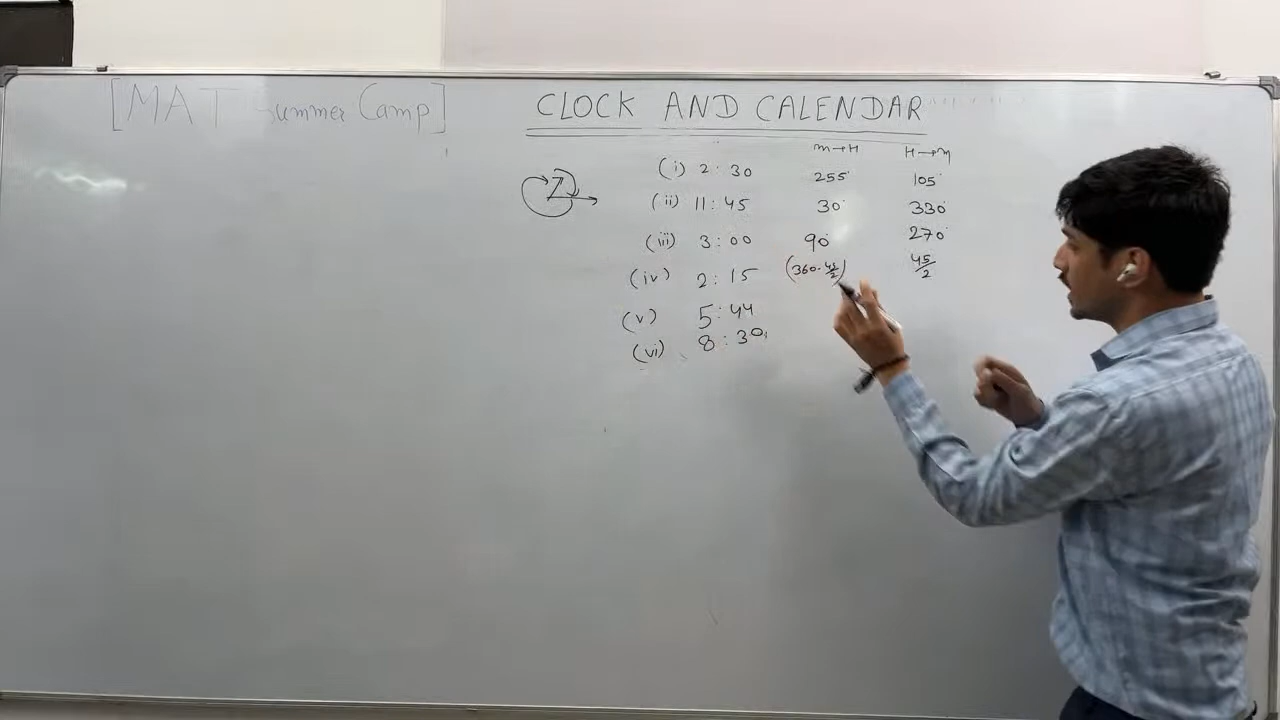 [MAT Summer Camp]
CLOCK AND CALENDAR
m→H H→m
(i) 2:30 255° 105°
(ii) 11:45 30° 330°
(iii) 3:00 90 270°
(iv) 2:15 (360-45/2) 45/2
(v) 5:44
(vi) 8:30